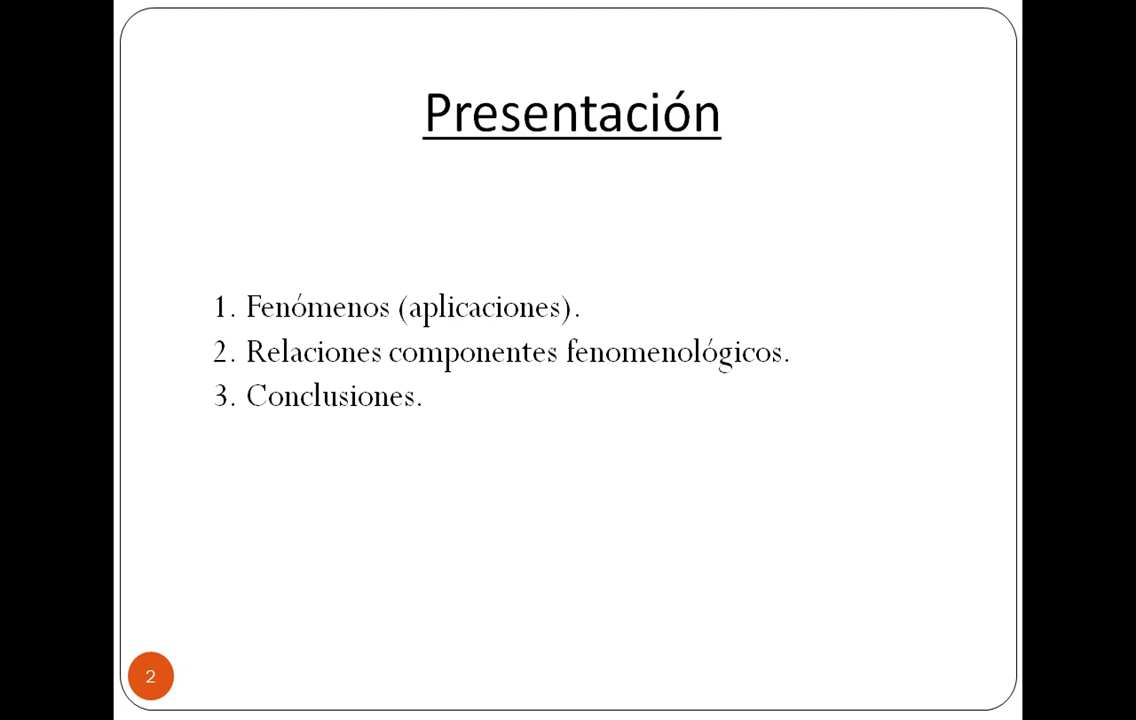 Presentación
1. Fenómenos (aplicaciones).
2. Relaciones componentes fenomenológicos.
3. Conclusiones.
2